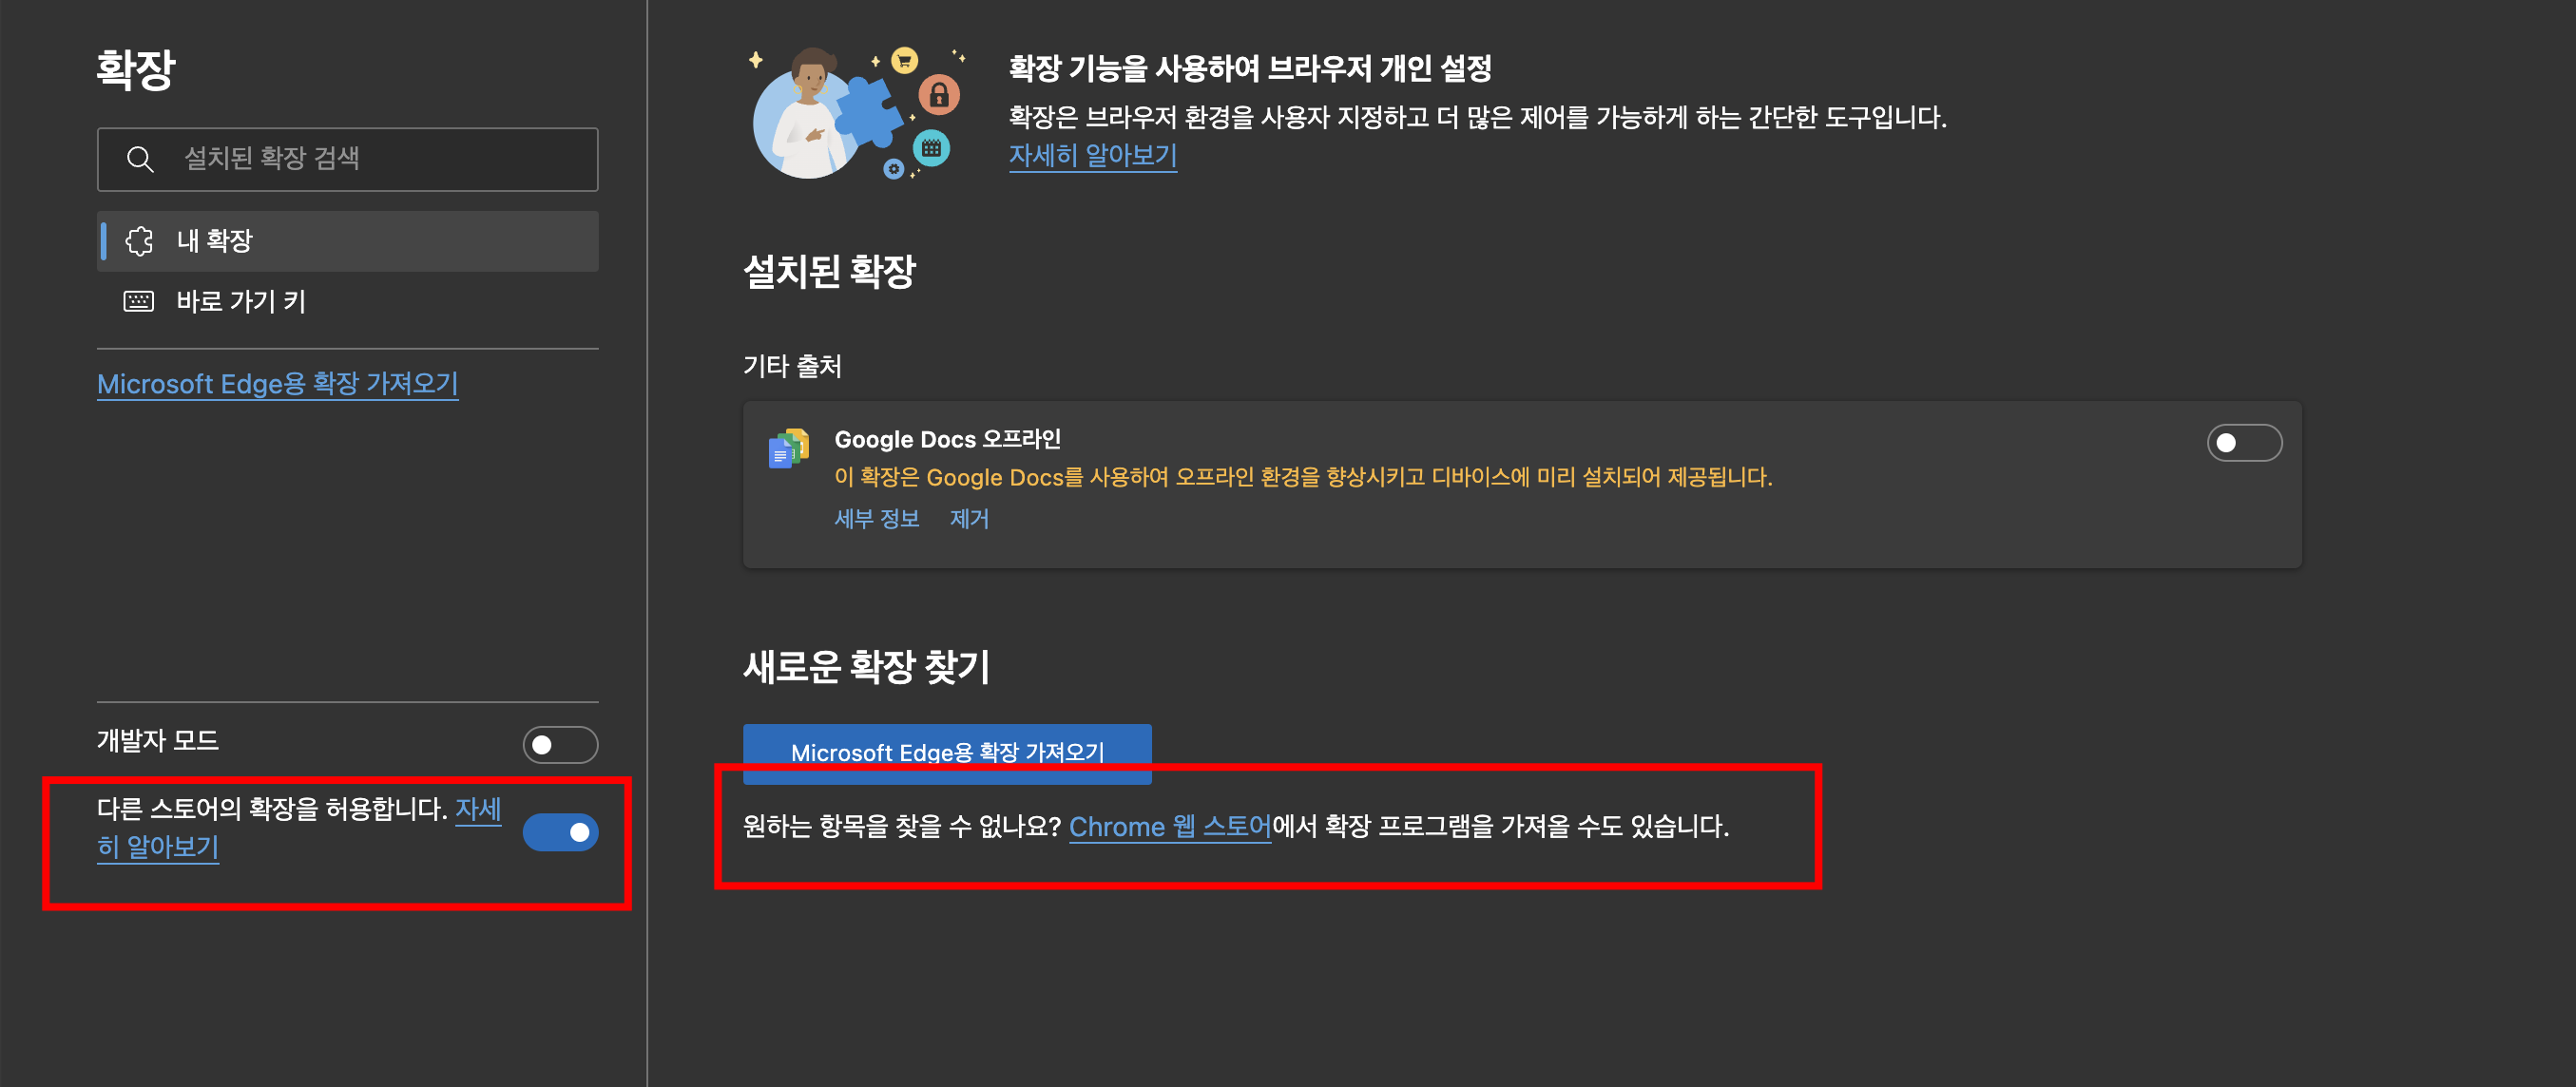 확장
설치된 확장 검색
내 확장
바로 가기 키
Microsoft Edge용 확장 가져오기
개발자 모드
다른 스토어의 확장을 허용합니다. 자세
히 알아보기
확장 기능을 사용하여 브라우저 개인 설정
확장은 브라우저 환경을 사용자 지정하고 더 많은 제어를 가능하게 하는 간단한 도구입니다.
자세히 알아보기
설치된 확장
기타 출처
Google Docs 오프라인
이 확장은 Google Docs를 사용하여 오프라인 환경을 향상시키고 디바이스에 미리 설치되어 제공됩니다.
세부 정보 제거
새로운 확장 찾기
Microsoft Edge용 확장 가져오기
원하는 항목을 찾을 수 없나요? Chrome 웹 스토어에서 확장 프로그램을 가져올 수도 있습니다.